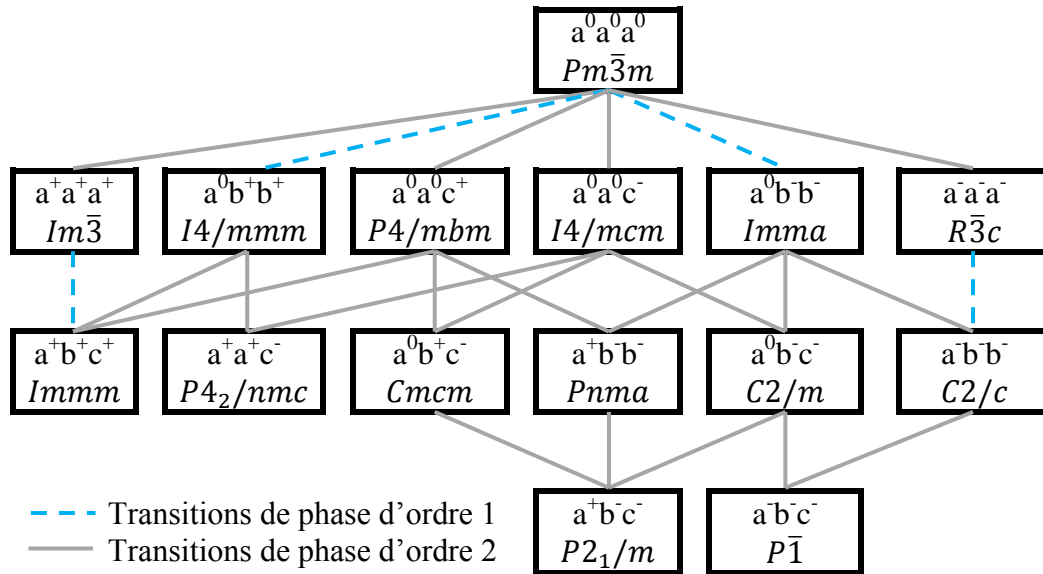 a⁰a⁰a⁰
Pm3̅m
a⁺a⁺a⁺
Im3̅
a⁰b⁺b⁺
I4/mmm
a⁰a⁰c⁺
P4/mbm
a⁰a⁰c⁻
I4/mcm
a⁰b⁻b⁻
Imma
a⁻a⁻a⁻
R3̅c
a⁺b⁺c⁺
Immm
a⁺a⁺c⁻
P4₂/nmc
a⁰b⁺c⁻
Cmcm
a⁺b⁻b⁻
Pnma
a⁰b⁻c⁻
C2/m
a⁻b⁻b⁻
C2/c
a⁺b⁻c⁻
P2₁/m
a⁻b⁻c⁻
P1̅
Transitions de phase d’ordre 1
Transitions de phase d’ordre 2